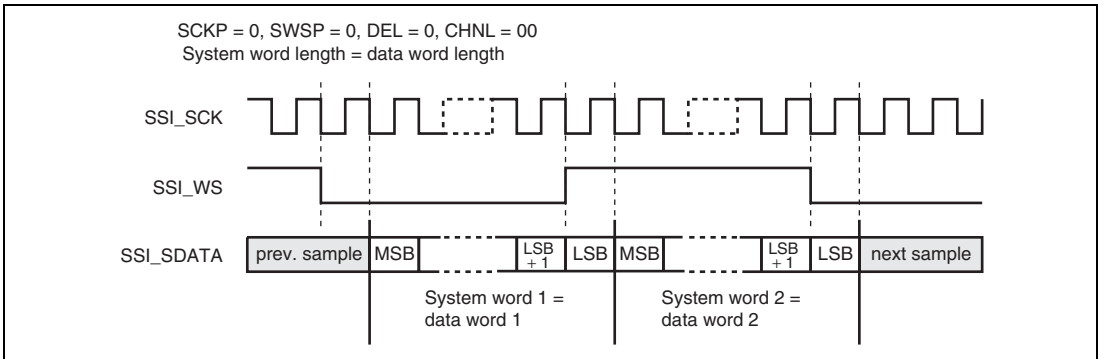 SCKP = 0, SWSP = 0, DEL = 0, CHNL = 00
System word length = data word length
SSI_SCK
SSI_WS
SSI_SDATA
prev. sample
MSB
LSB
+ 1
LSB
MSB
LSB
+ 1
LSB
next sample
System word 1 =
data word 1
System word 2 =
data word 2